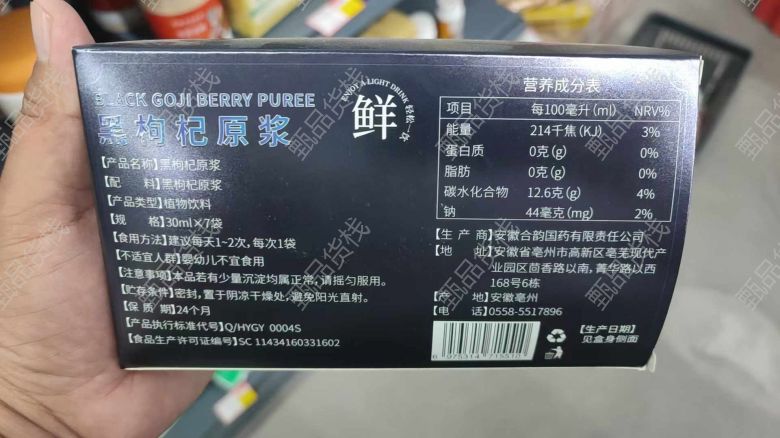 BLACK GOJI BERRY PUREE
黑枸杞原浆
ENJOY A LIGHT DRINK 轻松一饮
鲜
【产品名称】黑枸杞原浆
【配 料】黑枸杞原浆
【产品类型】植物饮料
【规 格】30ml×7袋
【食用方法】建议每天1~2次, 每次1袋
【不适宜人群】婴幼儿不宜食用
【注意事项】本品若有少量沉淀均属正常, 请摇匀服用。
【贮存条件】密封, 置于阴凉干燥处, 避免阳光直射。
【保 质 期】24个月
【产品执行标准代号】Q/HYGY 0004S
【食品生产许可证编号】SC 11434160331602
营养成分表
项目 每100毫升(ml) NRV%
能量 214千焦(KJ) 3%
蛋白质 0克(g) 0%
脂肪 0克(g) 0%
碳水化合物 12.6克(g) 4%
钠 44毫克(mg) 2%
【生 产 商】安徽合韵国药有限责任公司
【地 址】安徽省亳州市高新区亳芜现代产
业园区茴香路以南, 菁华路以西
168号6栋
【产 地】安徽亳州
【电 话】0558-5517896
【生产日期】
见盒身侧面
甄品货栈